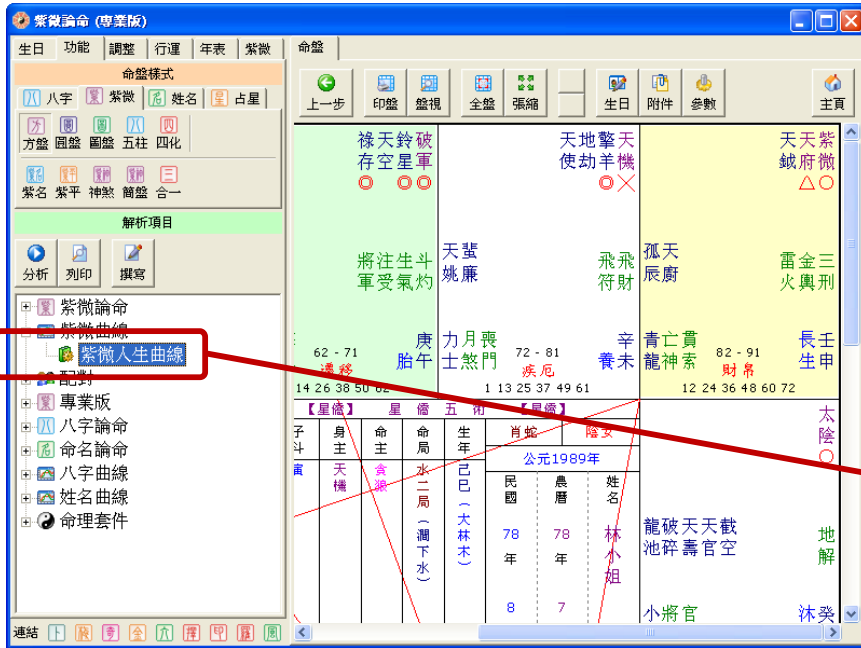 紫微論命 (專業版)
生日 功能 調整 行運 年表 紫微
命盤
命盤樣式
八字 紫微 姓名 占星
方盤 圓盤 圖盤 五柱 四化
紫名 紫平 神煞 簡盤 合一
解析項目
分析 列印 撰寫
紫微論命
紫微曲線
紫微人生曲線
配對
專業版
八字論命
命名論命
八字曲線
姓名曲線
命理套件
連結
上一步 印盤 盤視 全盤 張縮 生日 附件 參數 主頁
祿天鈴破
存空星軍
將注生斗
軍受氣灼
62 - 71
遷移
庚
胎午
14 26 38 50 62
天地擎天
使劫羊機
天蜚
姚廉
飛飛
符財
力月喪
士煞門
72 - 81
疾厄
辛
養未
1 13 25 37 49 61
天天紫
鉞府微
孤天
辰廚
雷金三
火輿刑
青亡貫
龍神索
82 - 91
財帛
長壬
生申
12 24 36 48 60 72
【星僑】 星 僑 五 術 【星僑】
子斗
寅
身主
天機
命主
貪狼
命局
水二局(澗下水)
生年
己巳(大林木)
肖蛇 陰女
公元1989年
民國 農曆 姓名
78 78
年 年
林小姐
8 7
太陰
龍破天天截
池碎壽官空
地解
小將官
沐癸